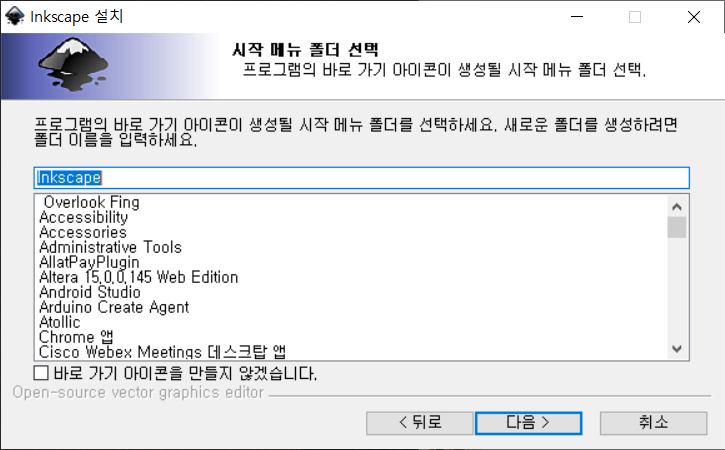 Inkscape 설치
시작 메뉴 폴더 선택
프로그램의 바로 가기 아이콘이 생성될 시작 메뉴 폴더 선택.
프로그램의 바로 가기 아이콘이 생성될 시작 메뉴 폴더를 선택하세요. 새로운 폴더를 생성하려면
폴더 이름을 입력하세요.
Inkscape
Overlook Fing
Accessibility
Accessories
Administrative Tools
AllatPayPlugin
Altera 15.0.0.145 Web Edition
Android Studio
Arduino Create Agent
Atollic
Chrome 앱
Cisco Webex Meetings 데스크탑 앱
바로 가기 아이콘을 만들지 않겠습니다.
Open-source vector graphics editor
< 뒤로
다음 >
취소